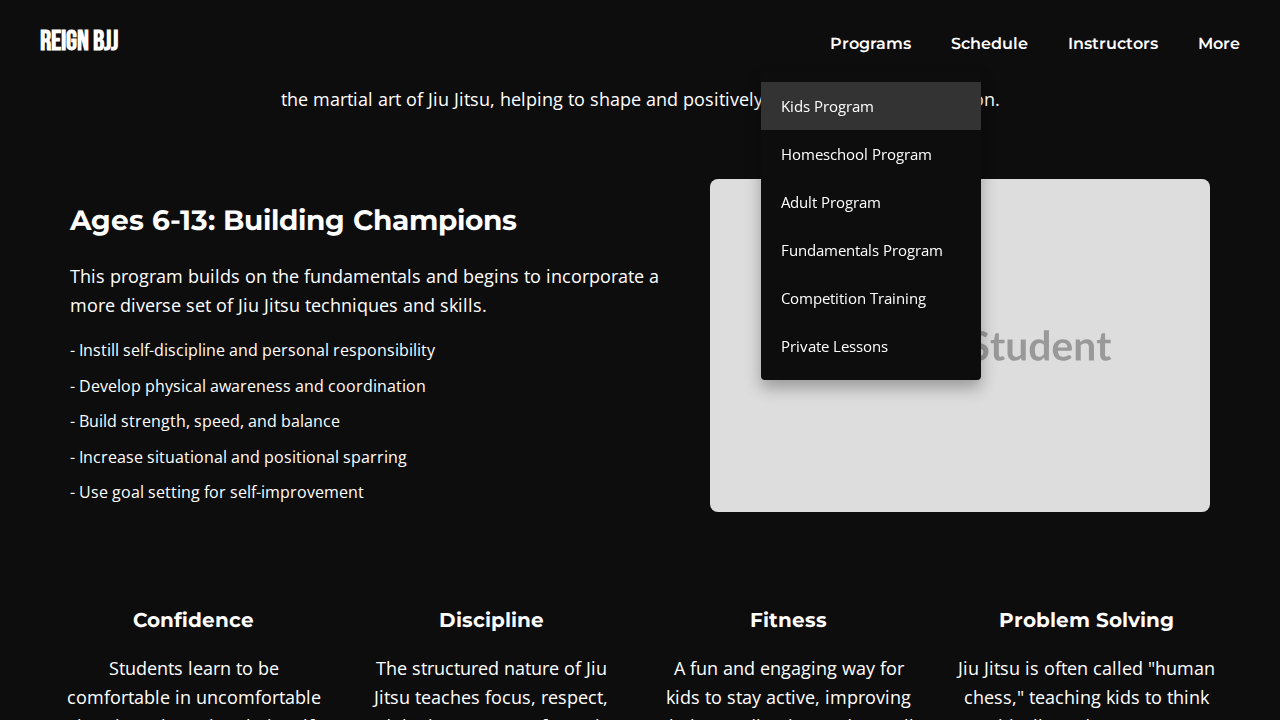 REIGN BJJ
Programs
Schedule
Instructors
More
the martial art of Jiu Jitsu, helping to shape and positively
Kids Program
Homeschool Program
Adult Program
Fundamentals Program
Competition Training
Private Lessons
Ages 6-13: Building Champions
This program builds on the fundamentals and begins to incorporate a
more diverse set of Jiu Jitsu techniques and skills.
- Instill self-discipline and personal responsibility
- Develop physical awareness and coordination
- Build strength, speed, and balance
- Increase situational and positional sparring
- Use goal setting for self-improvement
Student
Confidence
Students learn to be
comfortable in uncomfortable
Discipline
The structured nature of Jiu
Jitsu teaches focus, respect,
Fitness
A fun and engaging way for
kids to stay active, improving
Problem Solving
Jiu Jitsu is often called "human
chess," teaching kids to think